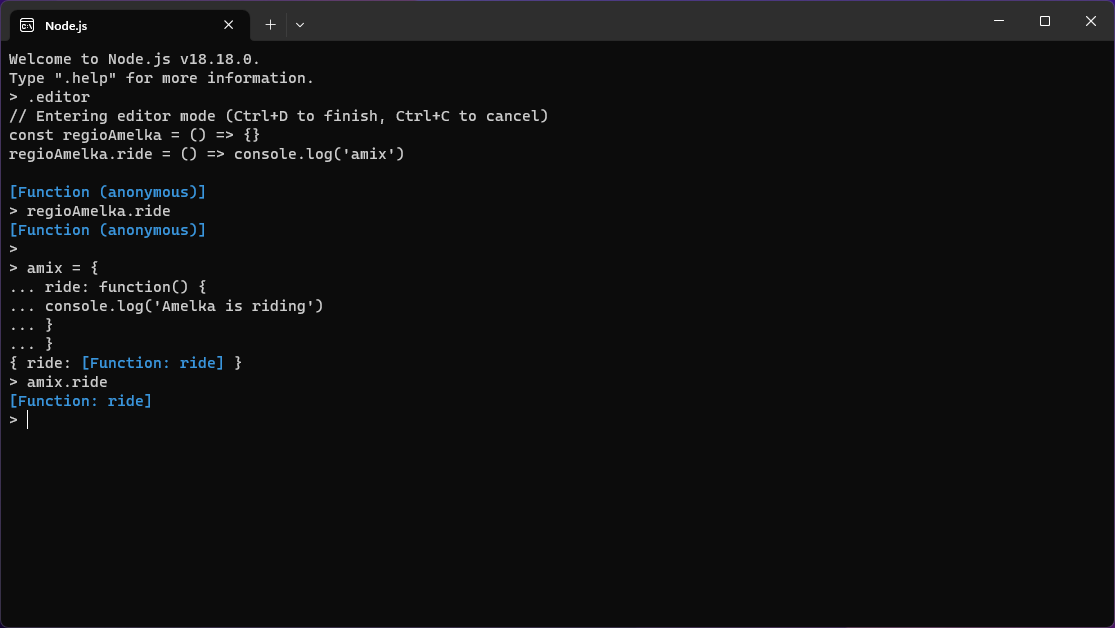 Node.js
Welcome to Node.js v18.18.0.
Type ".help" for more information.
> .editor
// Entering editor mode (Ctrl+D to finish, Ctrl+C to cancel)
const regioAmelka = () => {}
regioAmelka.ride = () => console.log('amix')
[Function (anonymous)]
> regioAmelka.ride
[Function (anonymous)]
>
> amix = {
... ride: function() {
... console.log('Amelka is riding')
... }
... }
{ ride: [Function: ride] }
> amix.ride
[Function: ride]
>